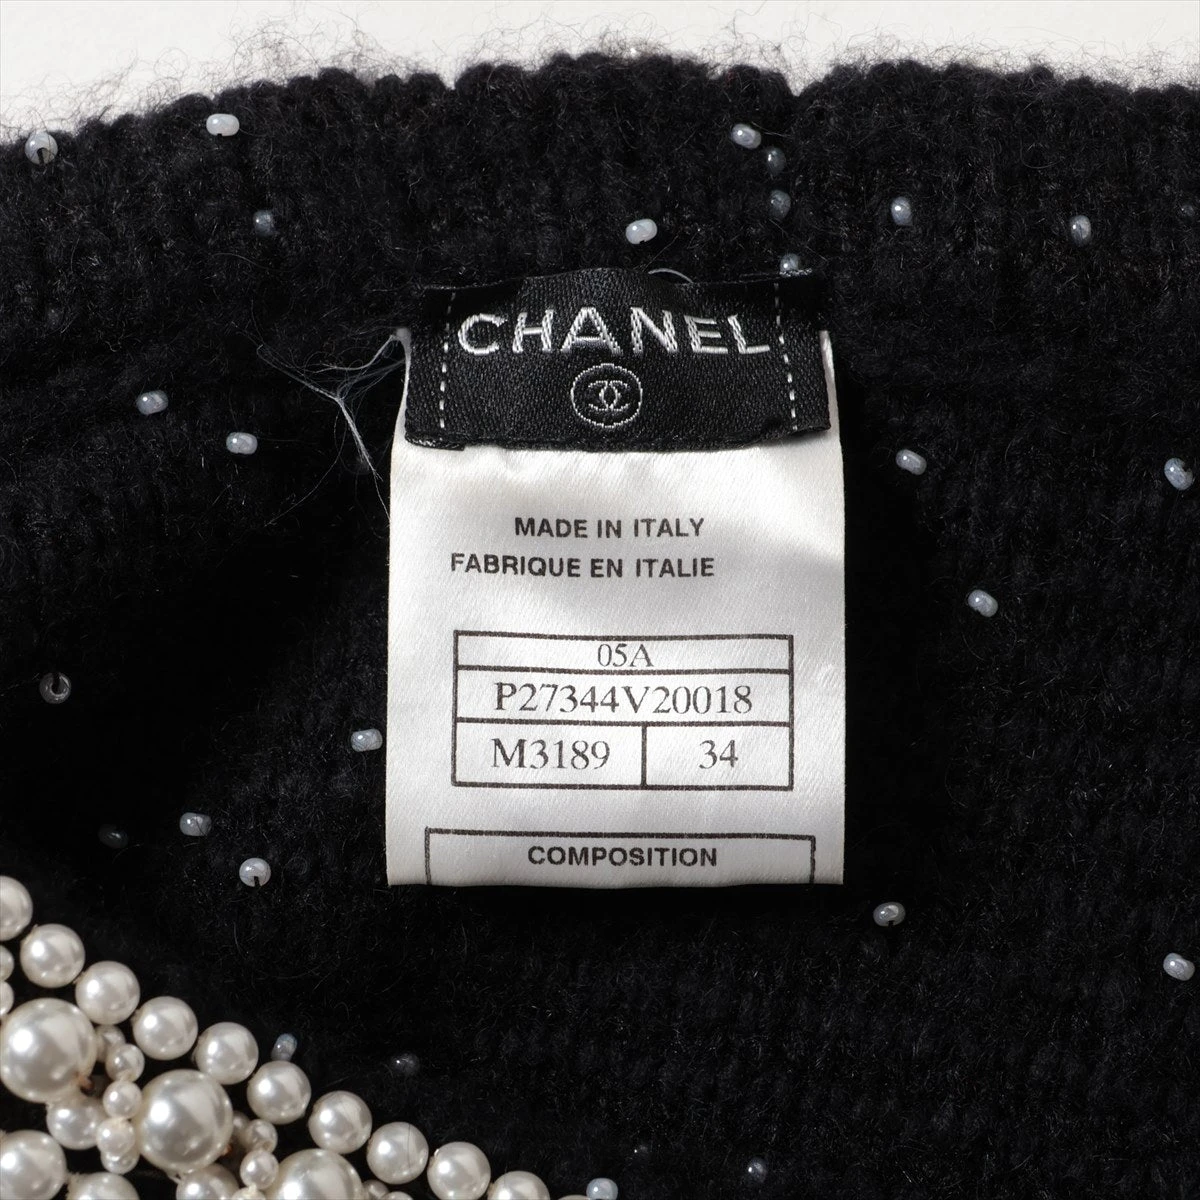 CHANEL
MADE IN ITALY
FABRIQUE EN ITALIE
05A
P27344V20018
M3189 34
COMPOSITION